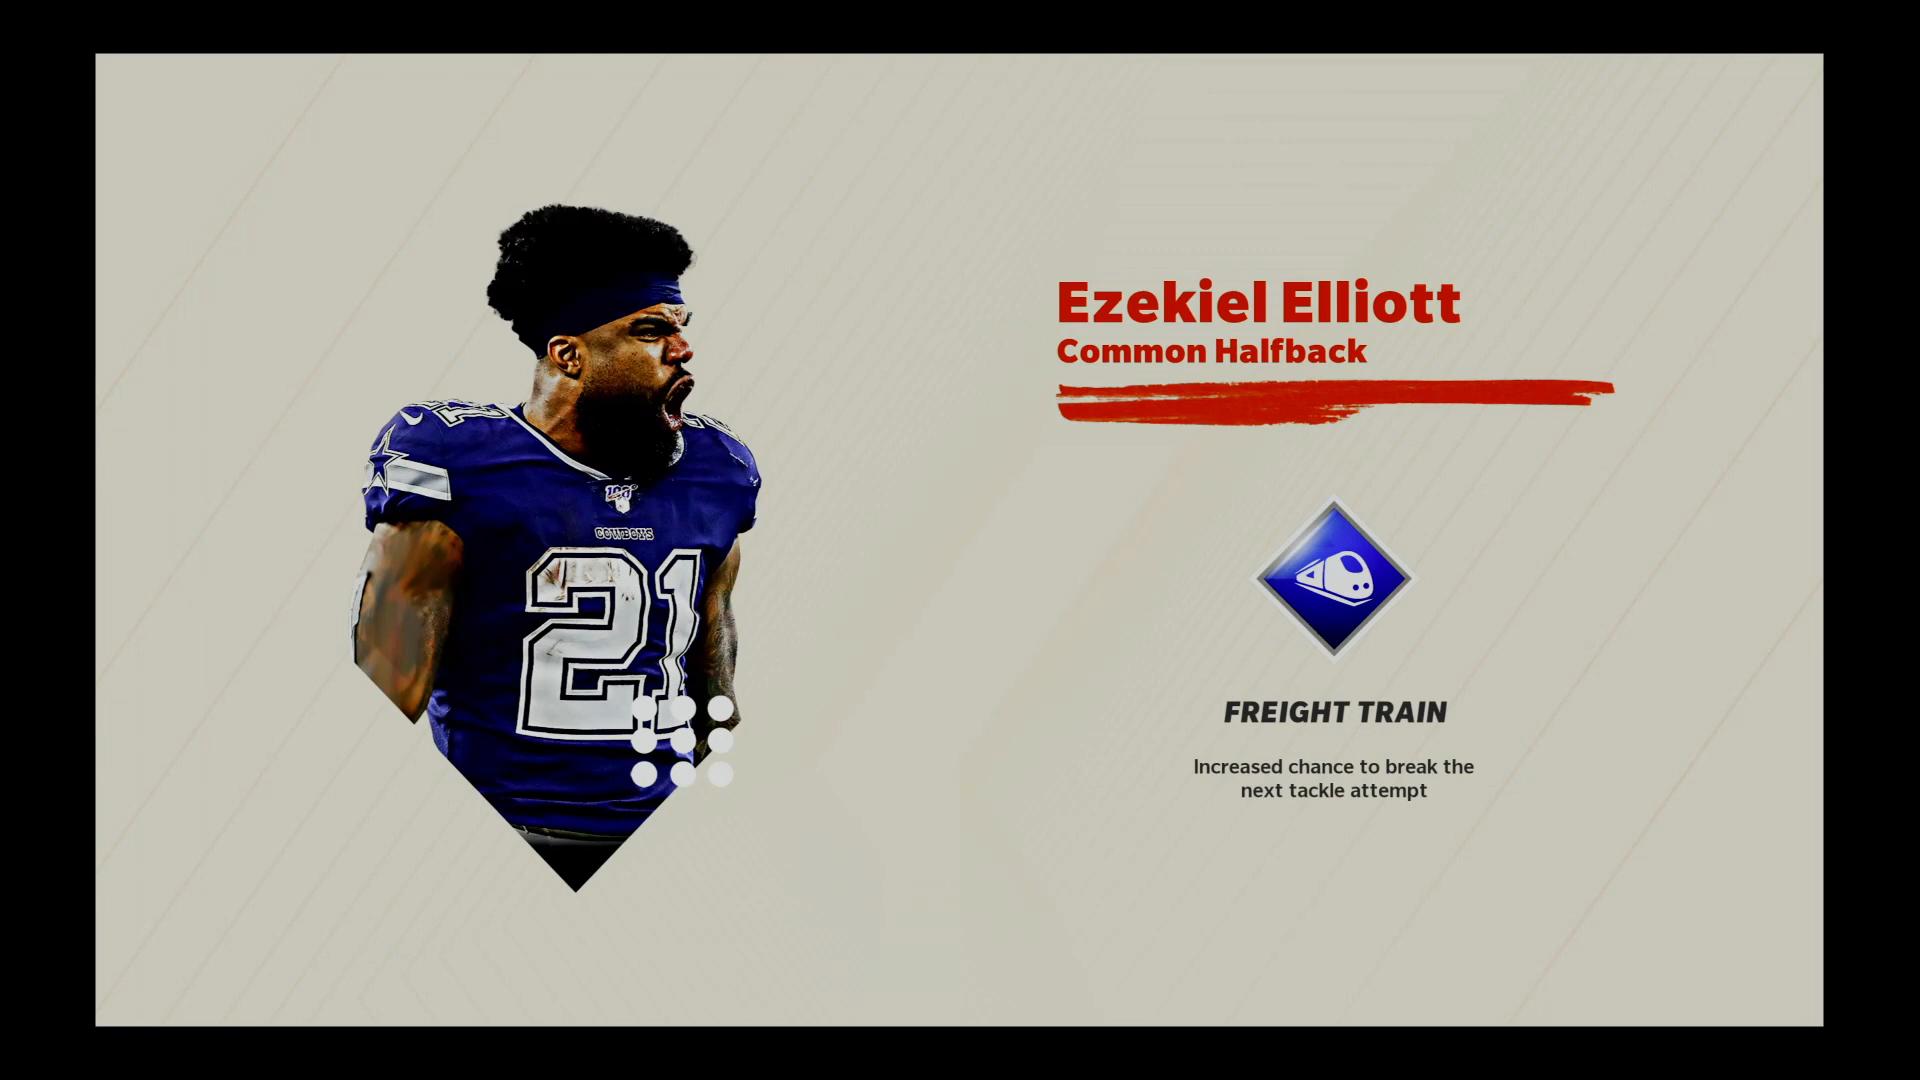 Ezekiel Elliott
Common Halfback
COWBOYS
21
FREIGHT TRAIN
Increased chance to break the
next tackle attempt